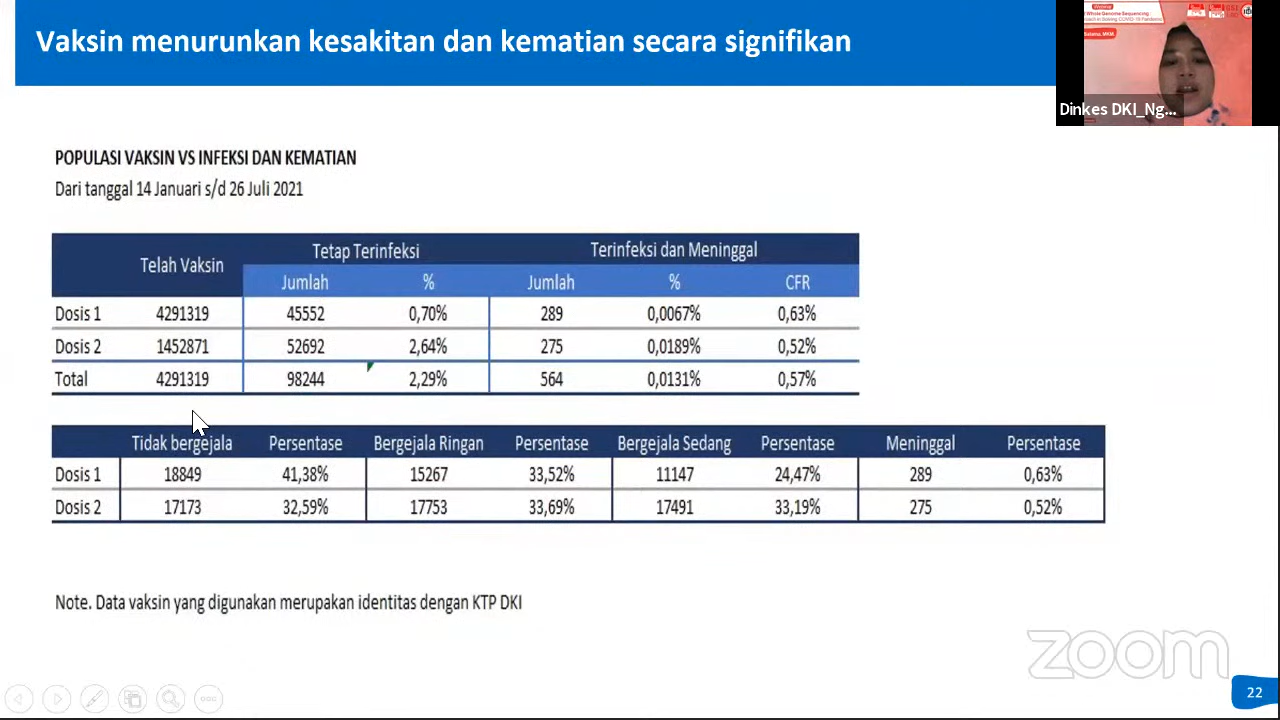 Vaksin menurunkan kesakitan dan kematian secara signifikan
Whole Genome Sequencing :
Dinkes DKI_Ng...
POPULASI VAKSIN VS INFEKSI DAN KEMATIAN
Dari tanggal 14 Januari s/d 26 Juli 2021
Telah Vaksin Tetap Terinfeksi Terinfeksi dan Meninggal
Jumlah % Jumlah % CFR
Dosis 1 4291319 45552 0,70% 289 0,0067% 0,63%
Dosis 2 1452871 52692 2,64% 275 0,0189% 0,52%
Total 4291319 98244 2,29% 564 0,0131% 0,57%
Tidak bergejala Persentase Bergejala Ringan Persentase Bergejala Sedang Persentase Meninggal Persentase
Dosis 1 18849 41,38% 15267 33,52% 11147 24,47% 289 0,63%
Dosis 2 17173 32,59% 17753 33,69% 17491 33,19% 275 0,52%
Note. Data vaksin yang digunakan merupakan identitas dengan KTP DKI
zoom
22